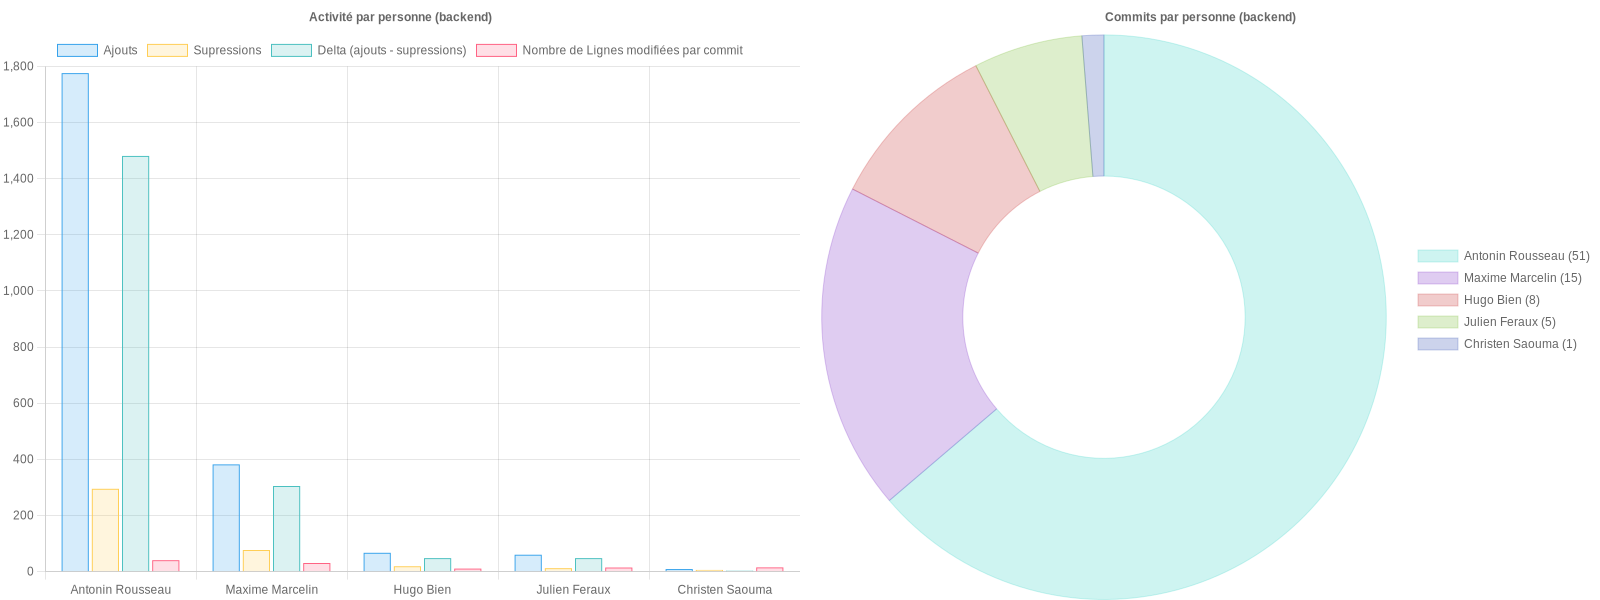 Activité par personne (backend)
Ajouts Supressions Delta (ajouts - supressions) Nombre de Lignes modifiées par commit
1,800
1,600
1,400
1,200
1,000
800
600
400
200
0
Antonin Rousseau Maxime Marcelin Hugo Bien Julien Feraux Christen Saouma
Commits par personne (backend)
Antonin Rousseau (51)
Maxime Marcelin (15)
Hugo Bien (8)
Julien Feraux (5)
Christen Saouma (1)